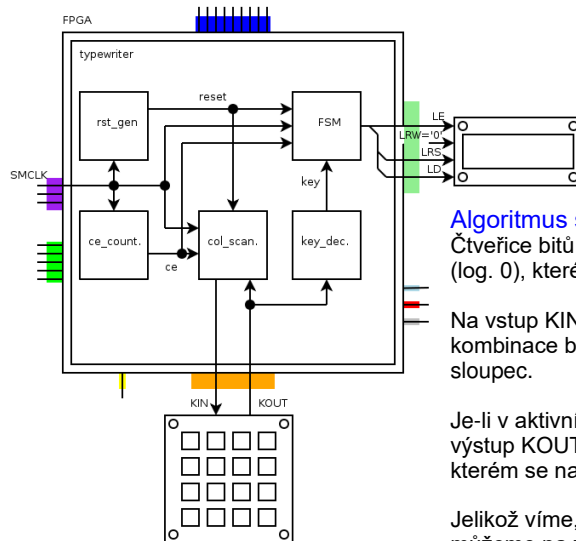 FPGA
typewriter
reset
rst_gen
FSM
LE
LRW='0'
LRS
LD
SMCLK
key
ce_count.
col_scan.
key_dec.
ce
KIN
KOUT
Algoritmus
Čtveřice bitů
(log. 0), které
Na vstup KIN
kombinace b
sloupec.
Je-li v aktivní
výstup KOUT
kterém se na
Jelikož víme,